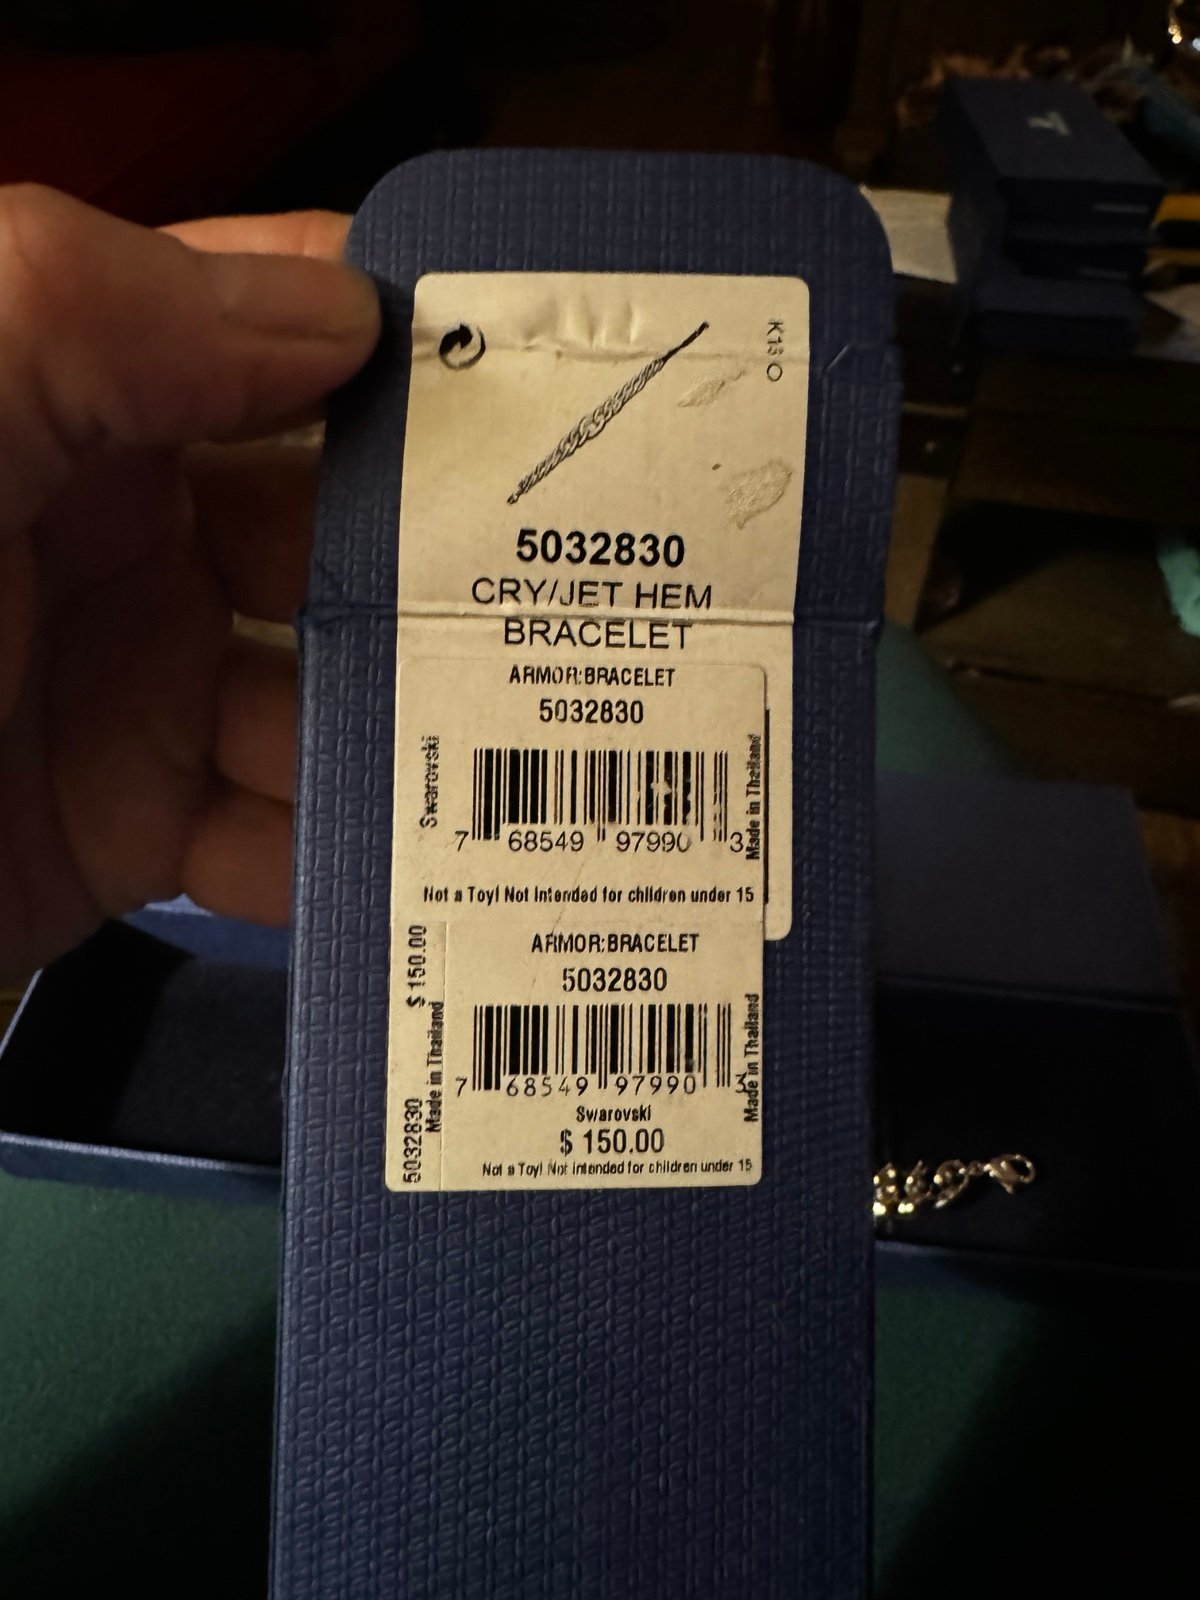 K13 O
5032830
CRY/JET HEM
BRACELET
ARMOR:BRACELET
5032830
Swarovski
Made in Thailand
7 68549 97990 3
Not a Toy! Not Intended for children under 15
$ 150.00
5032830
Made in Thailand
ARMOR:BRACELET
5032830
7 68549 97990 3
Made in Thailand
Swarovski
$ 150.00
Not a Toy! Not Intended for children under 15